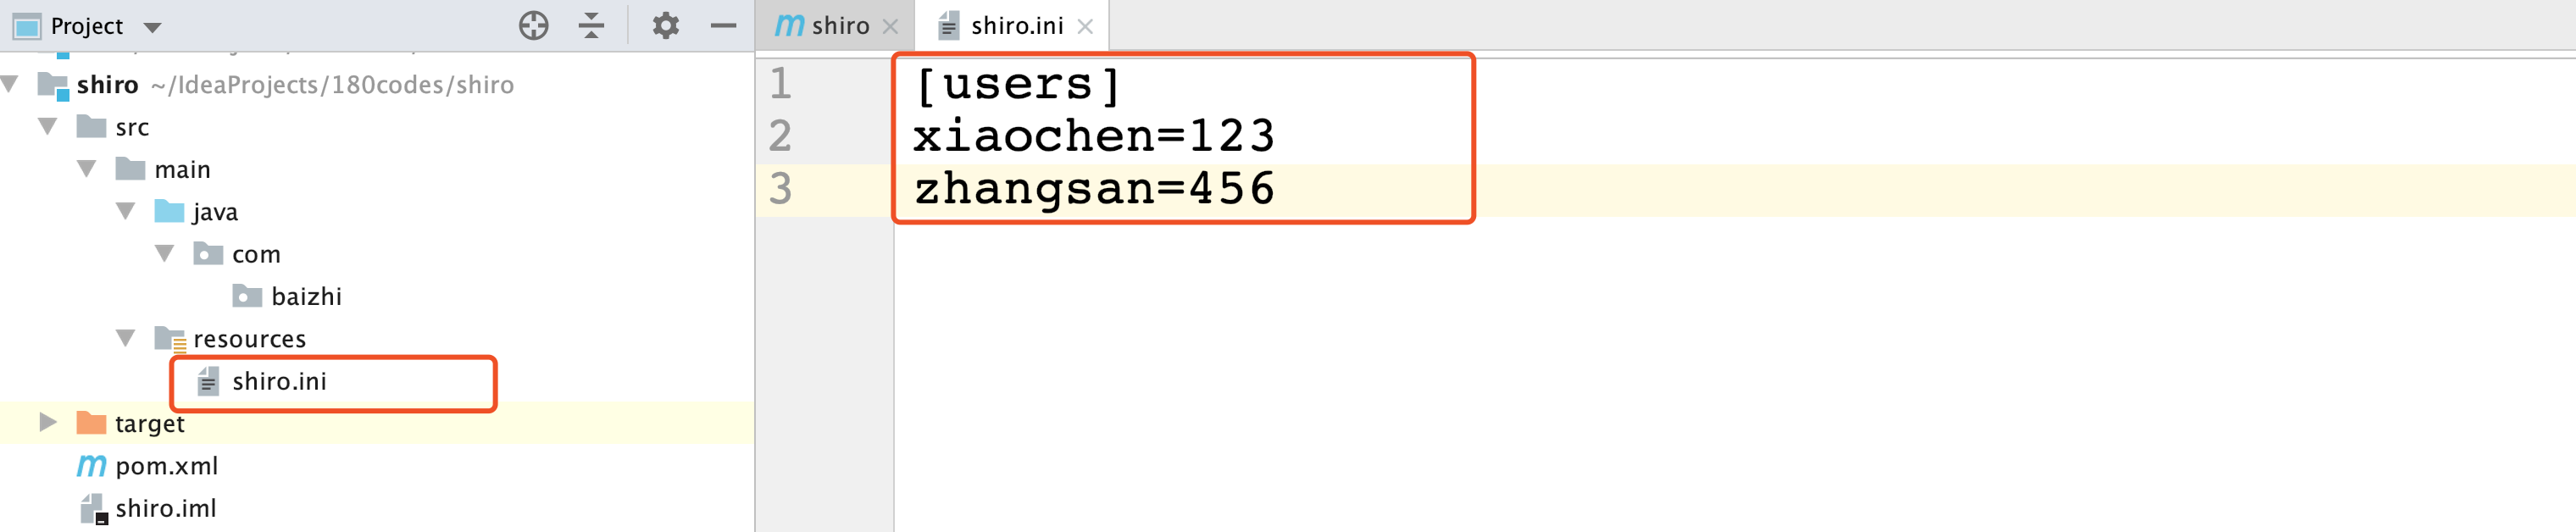 Project
shiro ~/IdeaProjects/180codes/shiro
src
main
java
com
baizhi
resources
shiro.ini
target
pom.xml
shiro.iml
shiro
shiro.ini
1 [users]
2 xiaochen=123
3 zhangsan=456